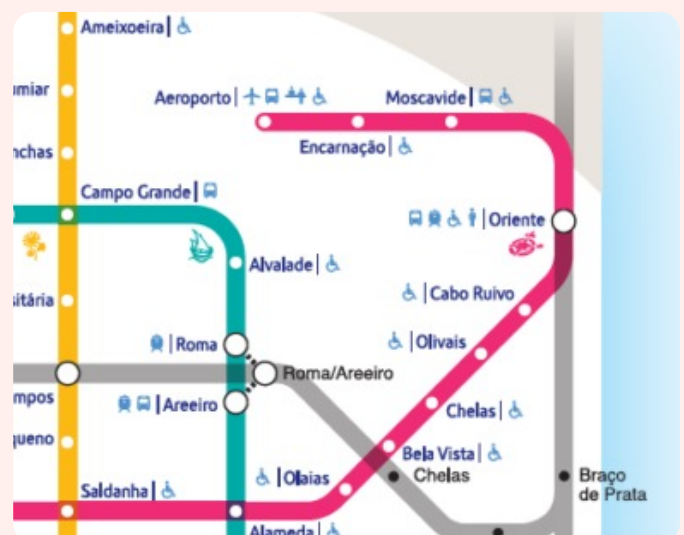 Ameixoeira
umiar
Aeroporto
Moscavide
nchas
Encarnação
Campo Grande
Oriente
Alvalade
Cabo Ruivo
sitária
Roma
Olivais
Roma/Areeiro
mpos
Areeiro
Chelas
queno
Bela Vista
Olaias
Chelas
Braço
de Prata
Saldanha
Alameda